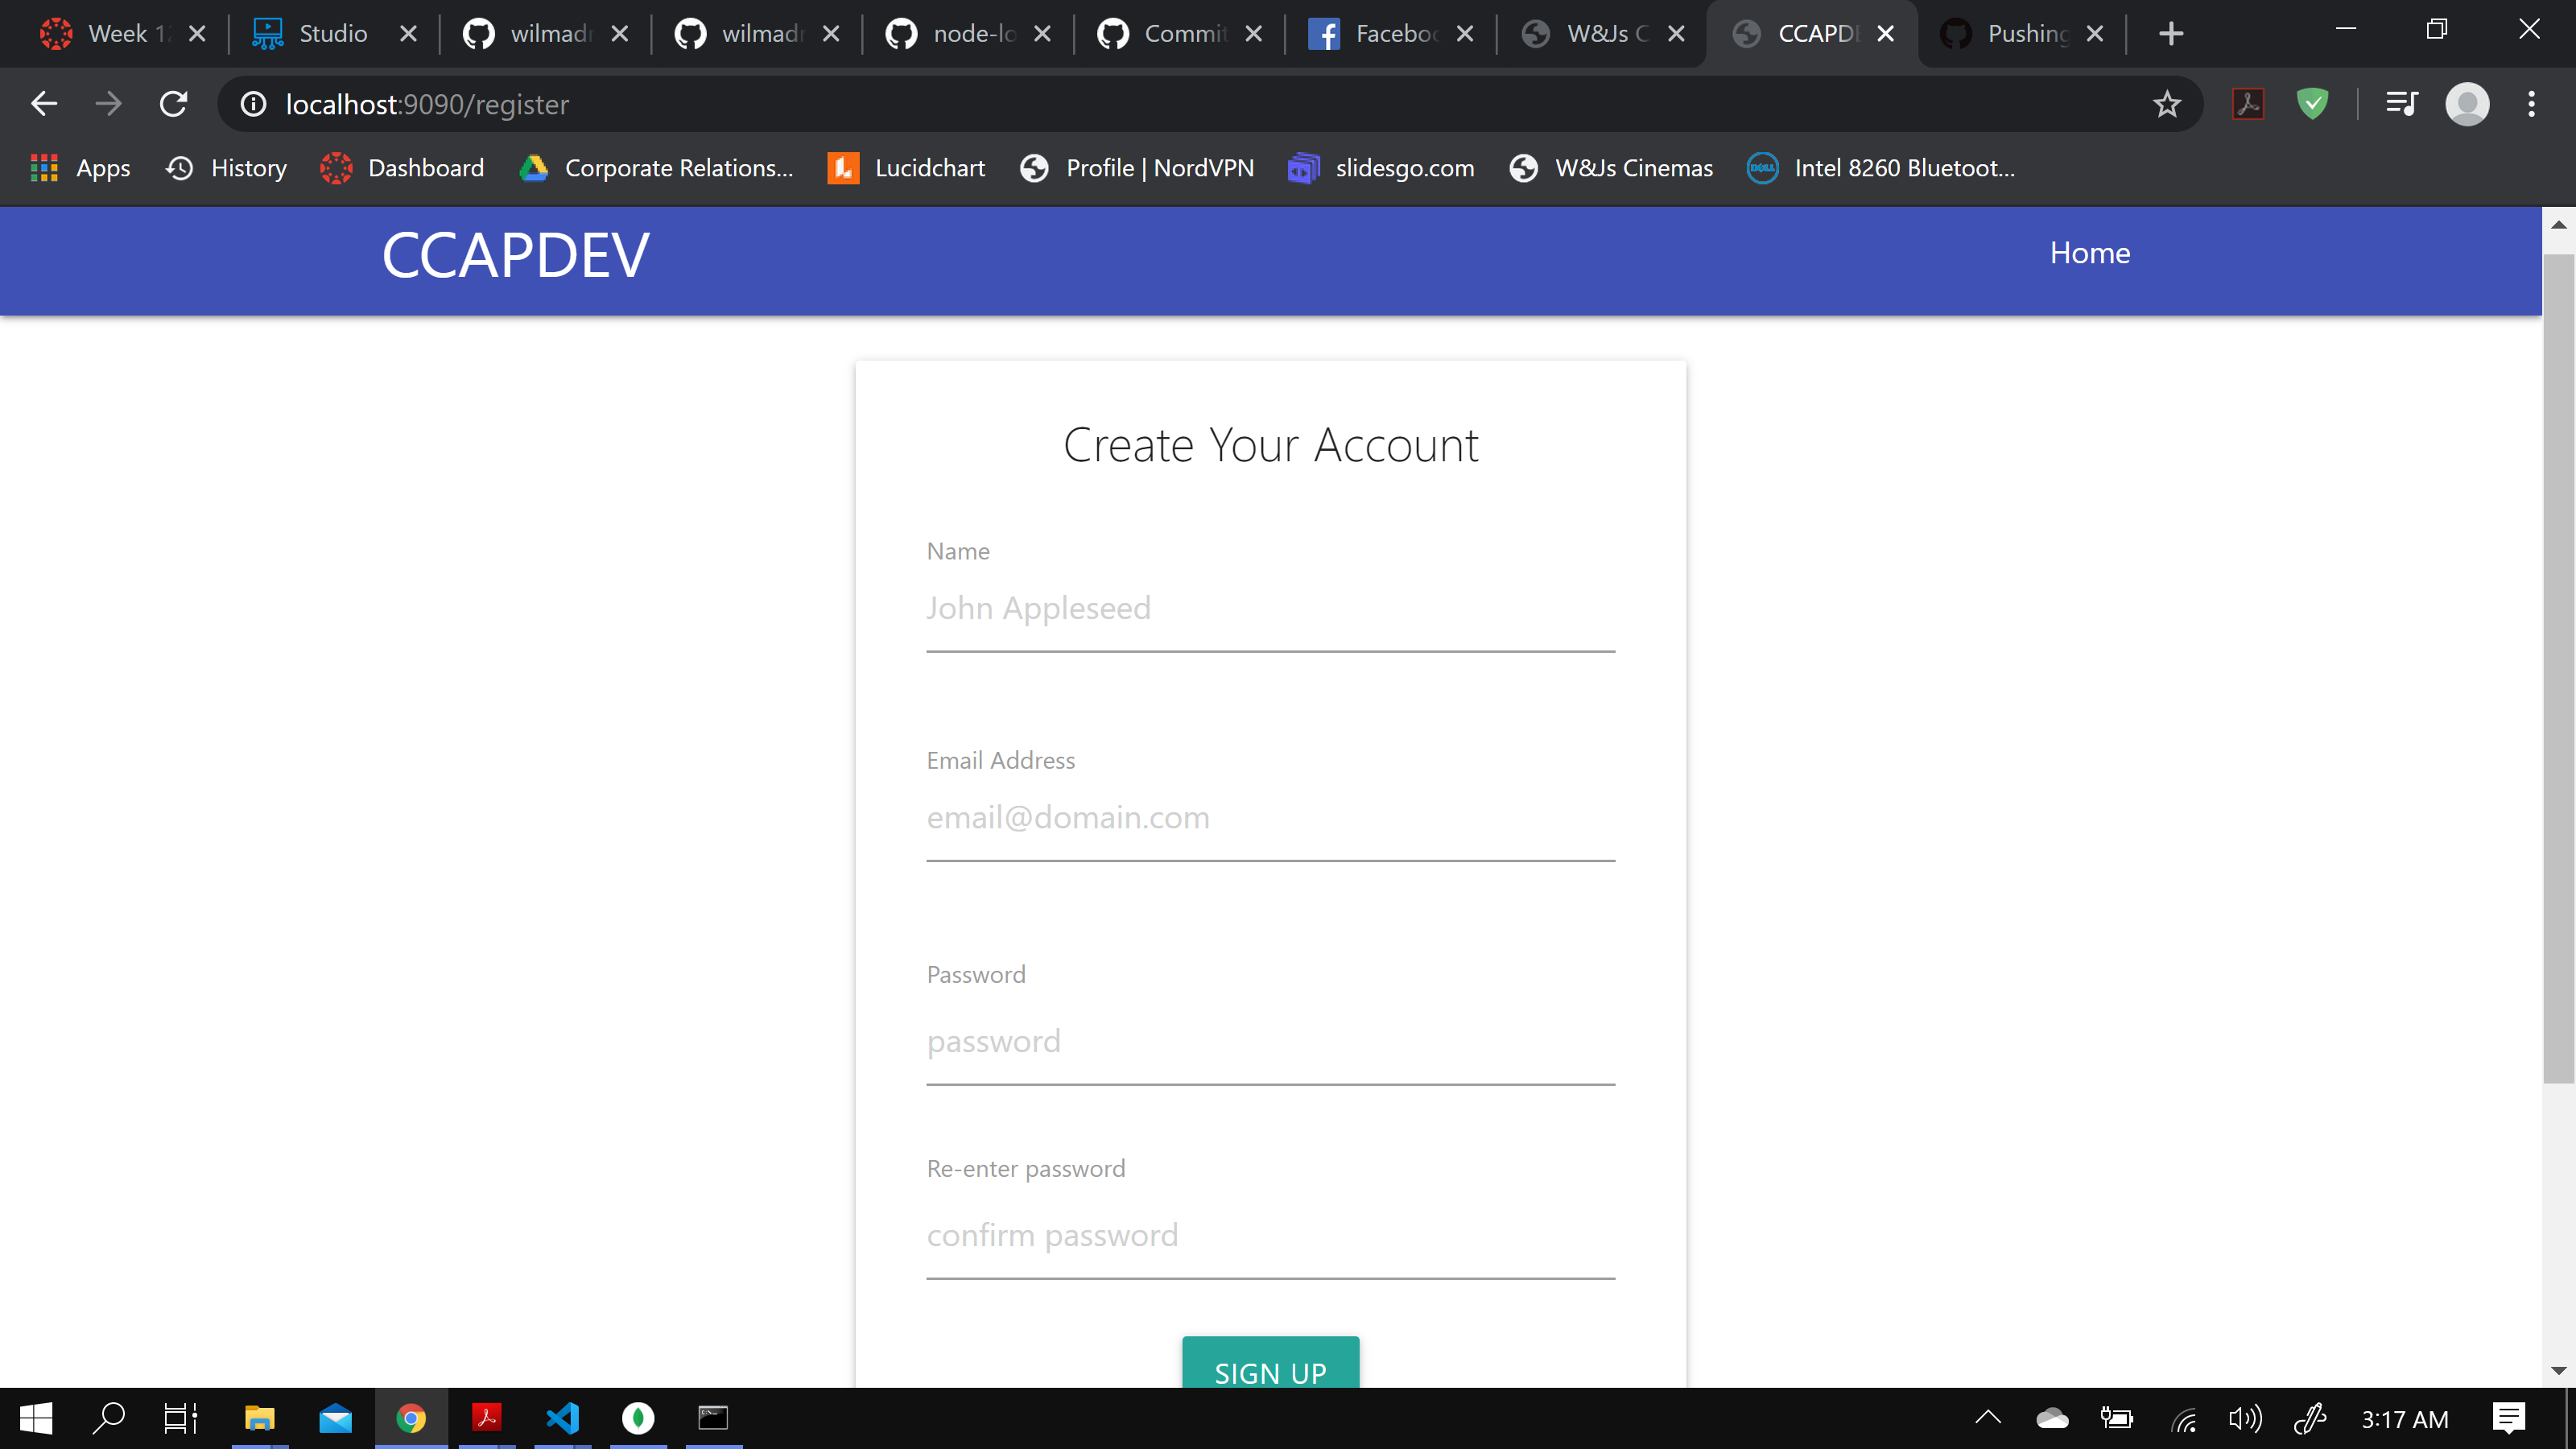 Week 12 Studio wilmadr wilmadr node-lo Commit Faceboo W&Js C CCAPDE Pushing
localhost:9090/register
Apps History Dashboard Corporate Relations... Lucidchart Profile | NordVPN slidesgo.com W&Js Cinemas Intel 8260 Bluetoot...
CCAPDEV Home
Create Your Account
Name
John Appleseed
Email Address
email@domain.com
Password
password
Re-enter password
confirm password
SIGN UP
3:17 AM